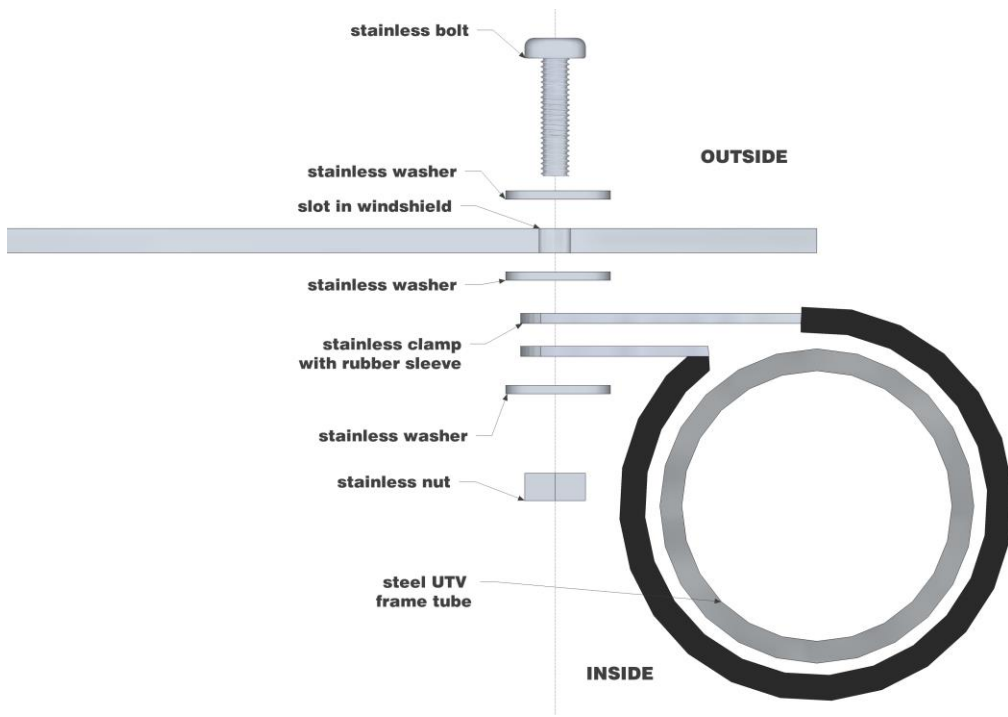 stainless bolt
OUTSIDE
stainless washer
slot in windshield
stainless washer
stainless clamp
with rubber sleeve
stainless washer
stainless nut
steel UTV
frame tube
INSIDE